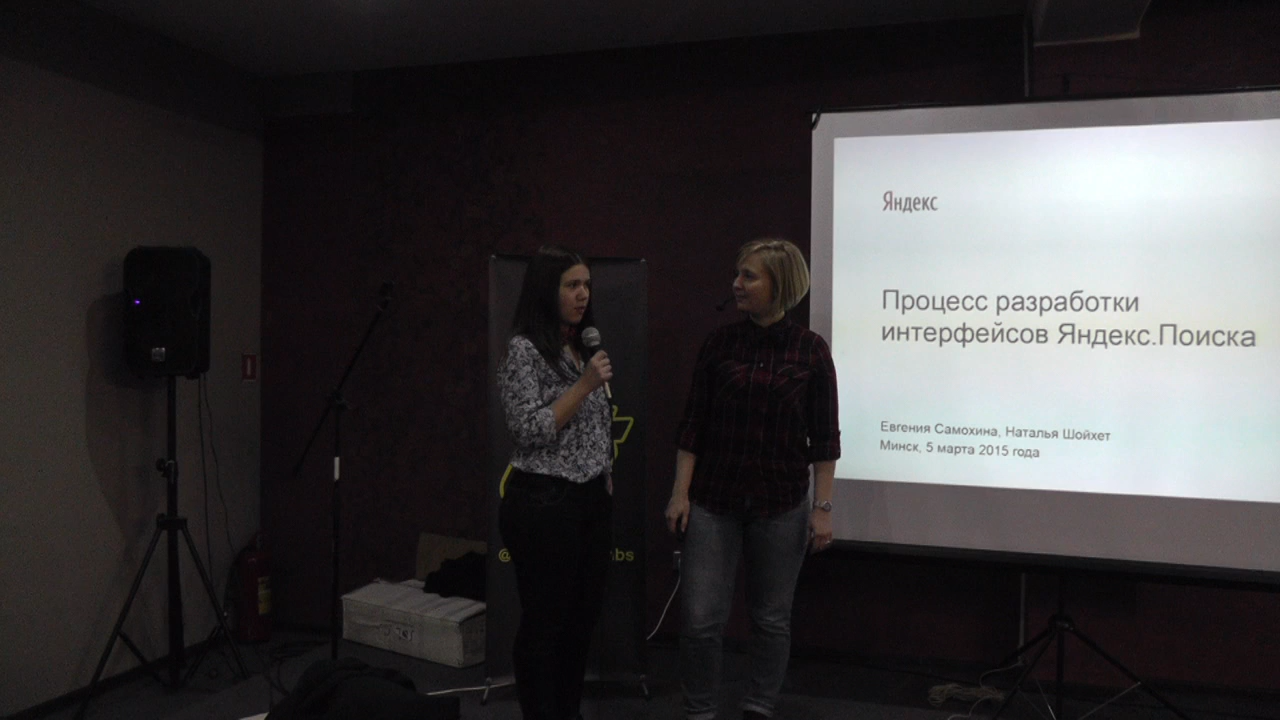 Яндекс
Процесс разработки
интерфейсов Яндекс.Поиска
Евгения Самохина, Наталья Шойхет
Минск, 5 марта 2015 года